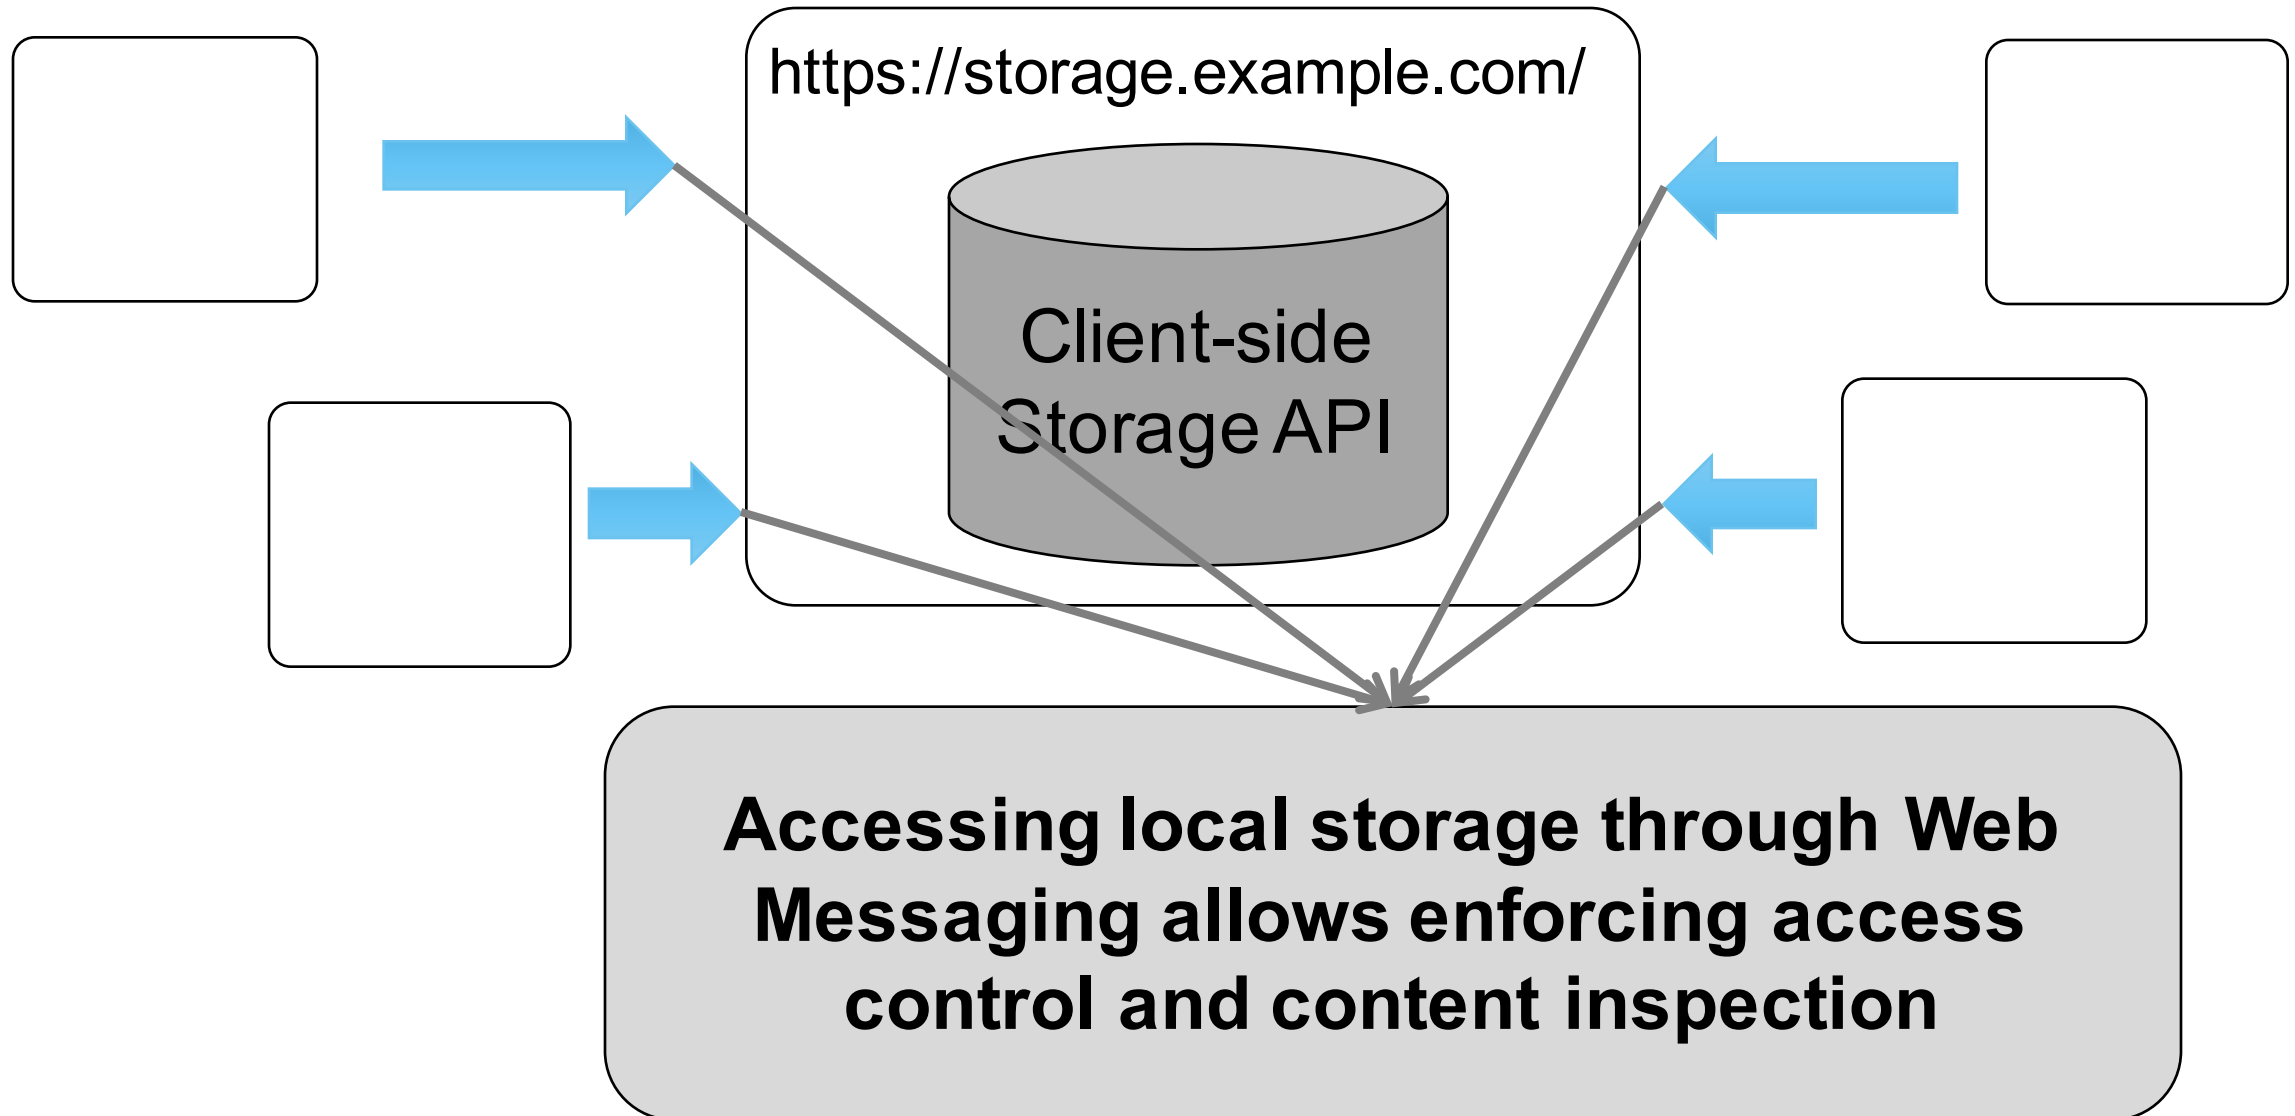 https://storage.example.com/
Client-side
Storage API
Accessing local storage through Web
Messaging allows enforcing access
control and content inspection